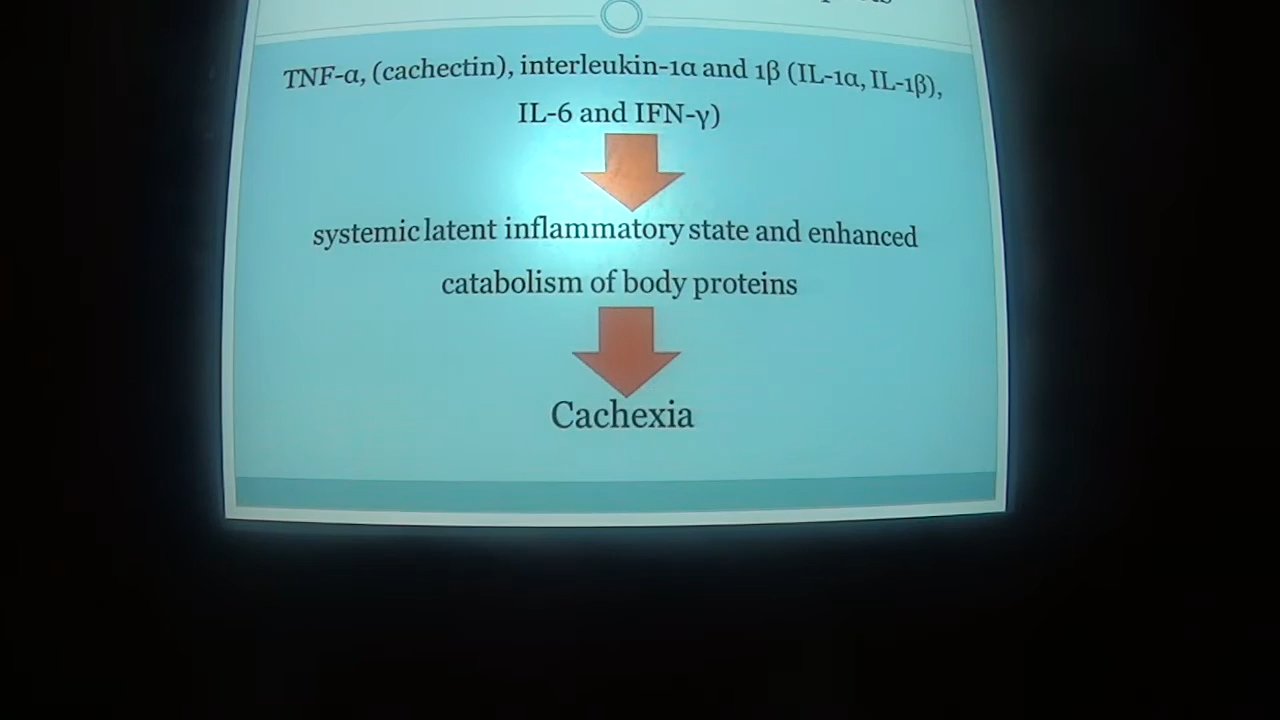 TNF-α, (cachectin), interleukin-1α and 1β (IL-1α, IL-1β),
IL-6 and IFN-γ)
systemic latent inflammatory state and enhanced
catabolism of body proteins
Cachexia